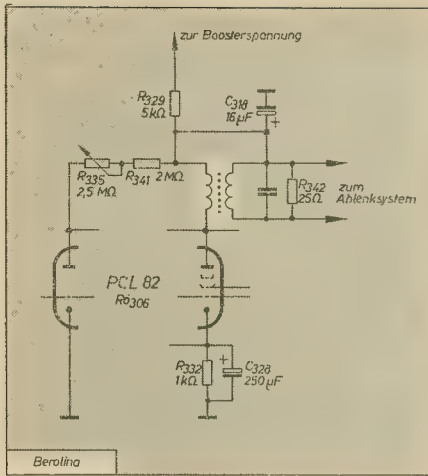 zur Boosterspannung
R329
5kΩ
C318
16µF
+
R335
2,5 MΩ
R341
2MΩ
R342
25Ω
zum
Ablenksystem
PCL 82
Rö306
R332
1kΩ
+
C328
250µF
Berolina